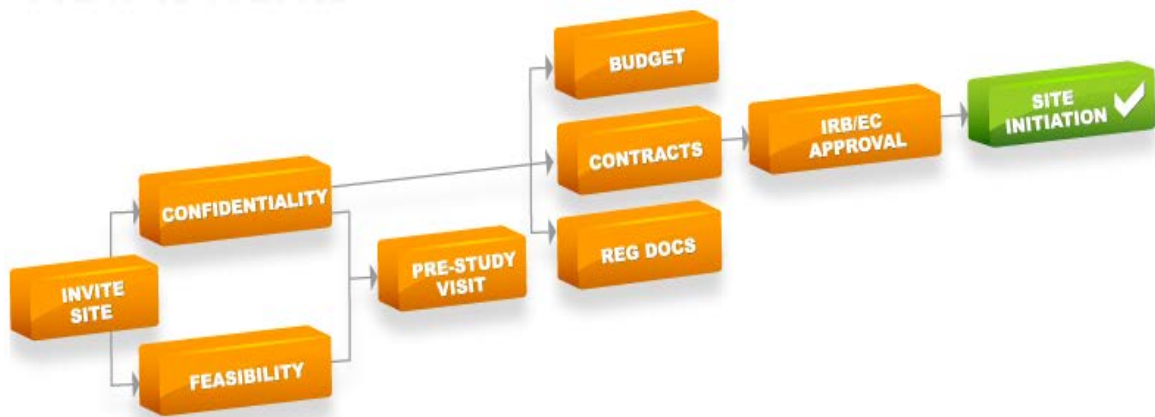 INVITE
SITE
CONFIDENTIALITY
FEASIBILITY
PRE-STUDY
VISIT
BUDGET
CONTRACTS
REG DOCS
IRB/EC
APPROVAL
SITE
INITIATION